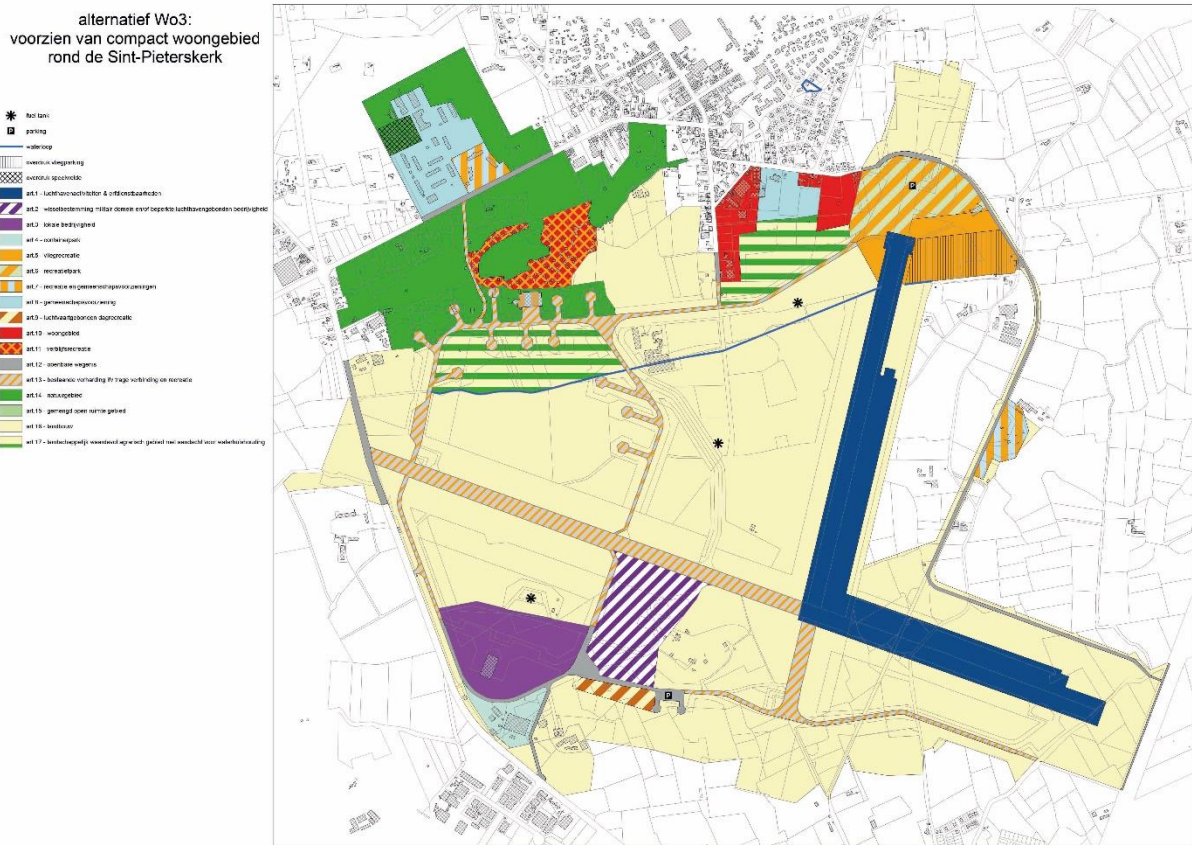 alternatief Wo3:
voorzien van compact woongebied
rond de Sint-Pieterskerk
fuel tank
P parking
waterloop
overdruk vliegparking
overdruk speelweide
art.1 - luchthavenactiviteiten &
art.2 - wisselbestemming militair domein en/of beperkte luchthavengebonden bedrijvigheid
art.3 - lokale bedrijvigheid
art 4 - containerpark
art.5 - vliegrecreatie
art.6 - recreatiepark
art.7 - recreatie en gemeenschapsvoorzieningen
art 8 - gemeenschapsvoorziening
art.9 - luchtvaartgebonden dagrecreatie
art.10 - woongebied
art.11 - verblijfsrecreatie
art.12 - openbare wegenis
art.13 - bestaande verharding ifv trage verbinding en recreatie
art.14 - natuurgebied
art.15 - gemengd open ruimte gebied
art 16 - landbouw
art 17 - landschappelijk waardevol agrarisch gebied met aandacht voor waterhuishouding
P
P